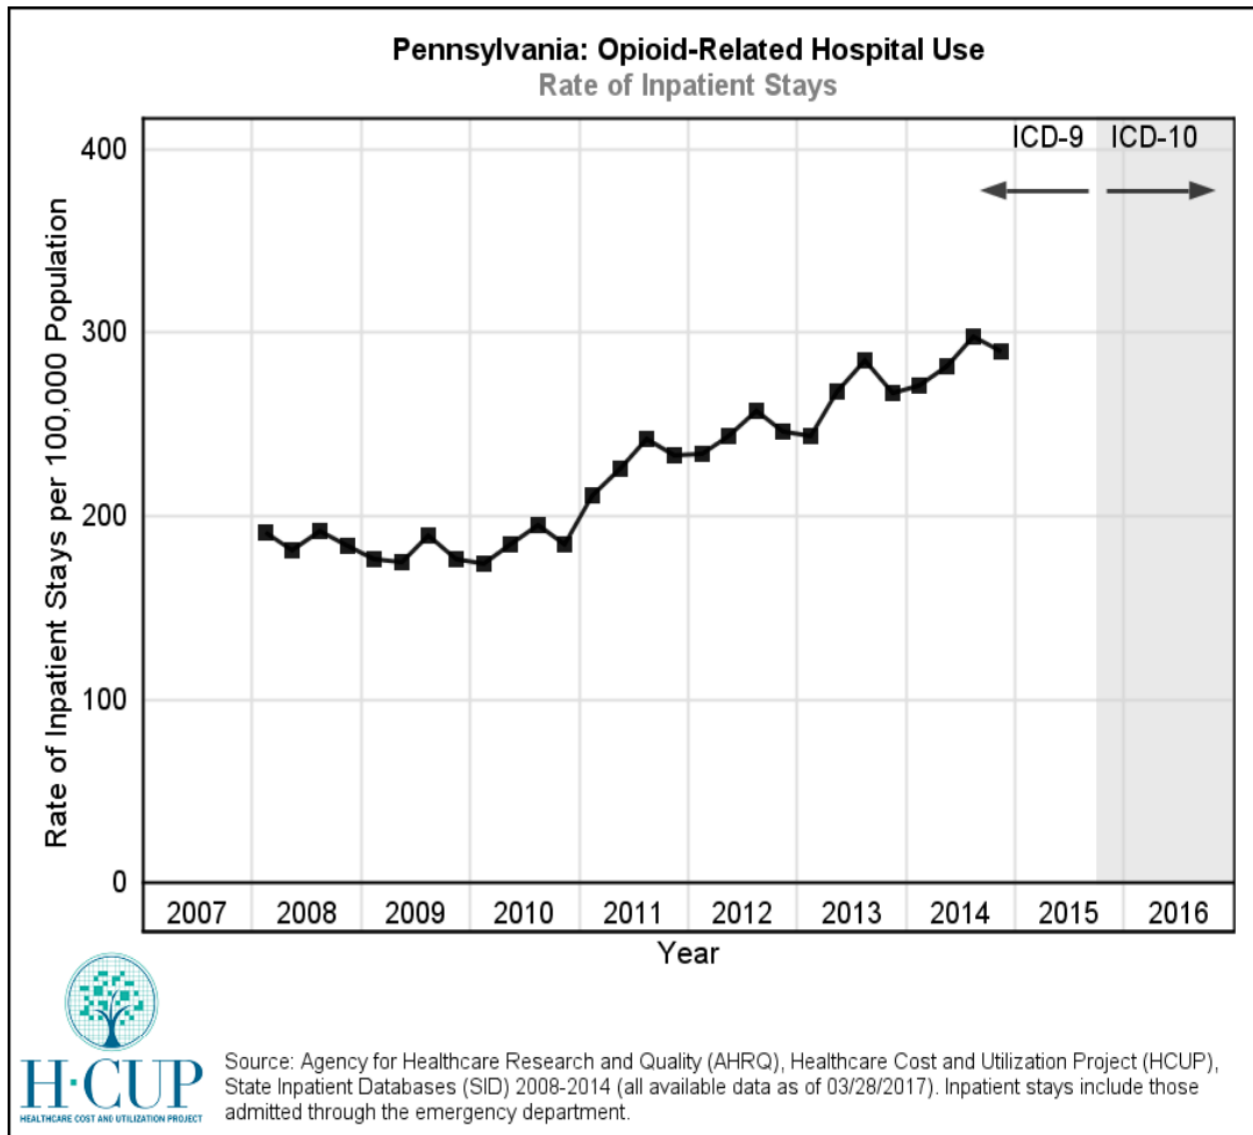 Pennsylvania: Opioid-Related Hospital Use
Rate of Inpatient Stays
ICD-9 ICD-10
400
300
200
100
0
Rate of Inpatient Stays per 100,000 Population
2007 2008 2009 2010 2011 2012 2013 2014 2015 2016
Year
H·CUP
HEALTHCARE COST AND UTILIZATION PROJECT
Source: Agency for Healthcare Research and Quality (AHRQ), Healthcare Cost and Utilization Project (HCUP),
State Inpatient Databases (SID) 2008-2014 (all available data as of 03/28/2017). Inpatient stays include those
admitted through the emergency department.